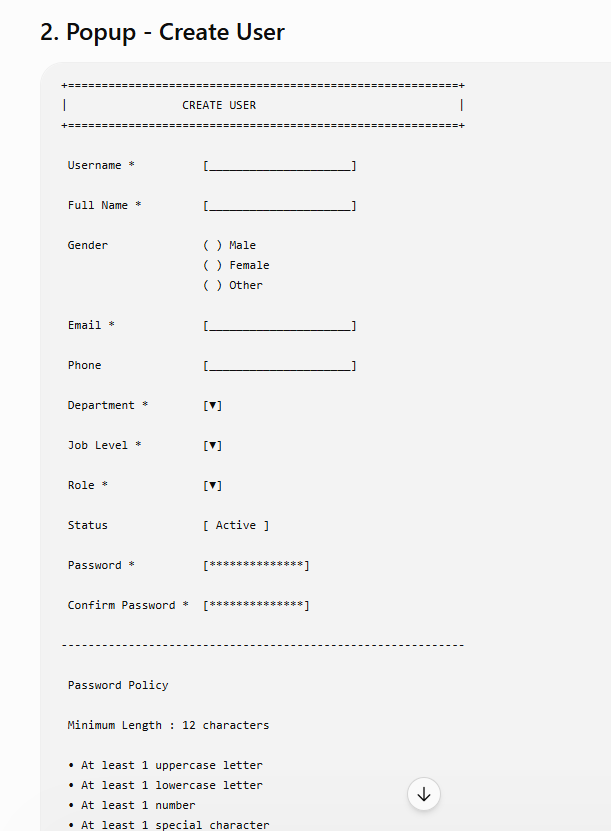 2. Popup - Create User
+==========================================================+
|                 CREATE USER                              |
+==========================================================+
Username *          [_____________________]
Full Name *         [_____________________]
Gender              ( ) Male
( ) Female
( ) Other
Email *             [_____________________]
Phone               [_____________________]
Department *        [▼]
Job Level *         [▼]
Role *              [▼]
Status              [ Active ]
Password *          [**************]
Confirm Password *  [**************]
------------------------------------------------------------
Password Policy
Minimum Length : 12 characters
• At least 1 uppercase letter
• At least 1 lowercase letter
• At least 1 number
• At least 1 special character